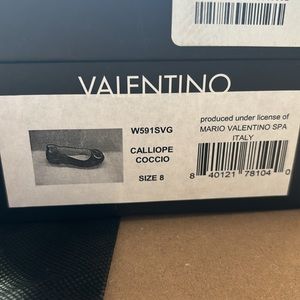 VALENTINO
W591SVG
CALLIOPE
COCCIO
SIZE 8
produced under license of
MARIO VALENTINO SPA
ITALY
8 40121 78104 0